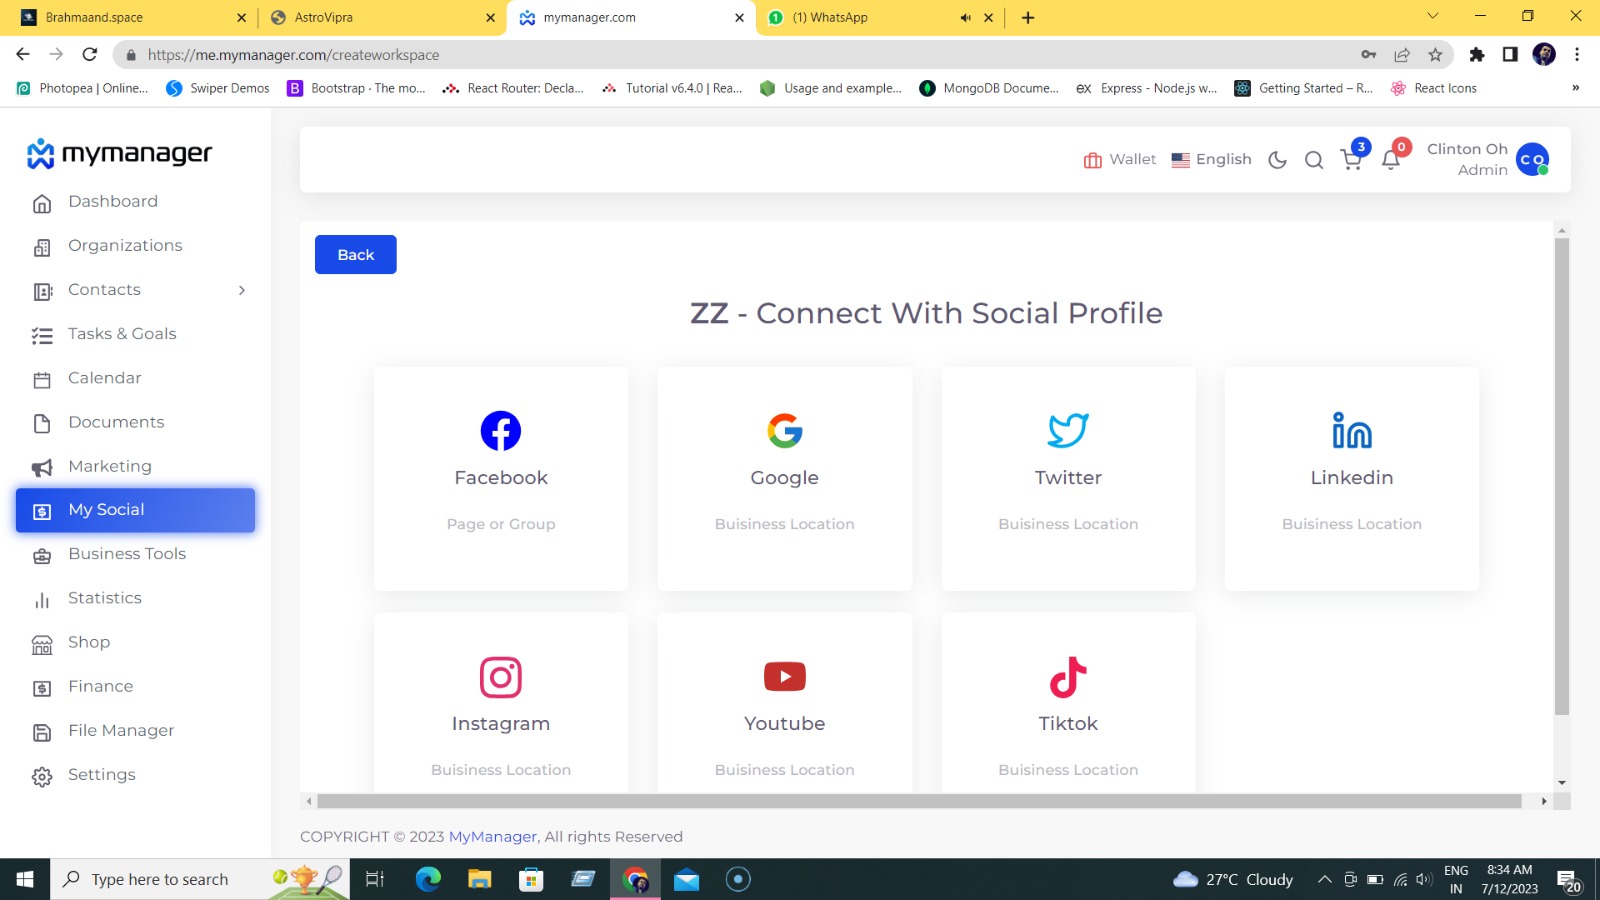 Brahmaand.space
AstroVipra
mymanager.com
(1) WhatsApp
https://me.mymanager.com/createworkspace
Photopea | Online...
Swiper Demos
B Bootstrap · The mo...
React Router: Decla...
Tutorial v6.4.0 | Rea...
Usage and example...
MongoDB Docume...
ex Express - Node.js w...
Getting Started – R...
React Icons
»
mymanager
Wallet
English
3
0
Clinton Oh
Admin
CO
Dashboard
Organizations
Contacts
Tasks & Goals
Calendar
Documents
Marketing
My Social
Business Tools
Statistics
Shop
Finance
File Manager
Settings
Back
ZZ - Connect With Social Profile
Facebook
Page or Group
Google
Buisiness Location
Twitter
Buisiness Location
Linkedin
Buisiness Location
Instagram
Buisiness Location
Youtube
Buisiness Location
Tiktok
Buisiness Location
COPYRIGHT © 2023 MyManager, All rights Reserved
Type here to search
27°C Cloudy
ENG
IN
8:34 AM
7/12/2023
20